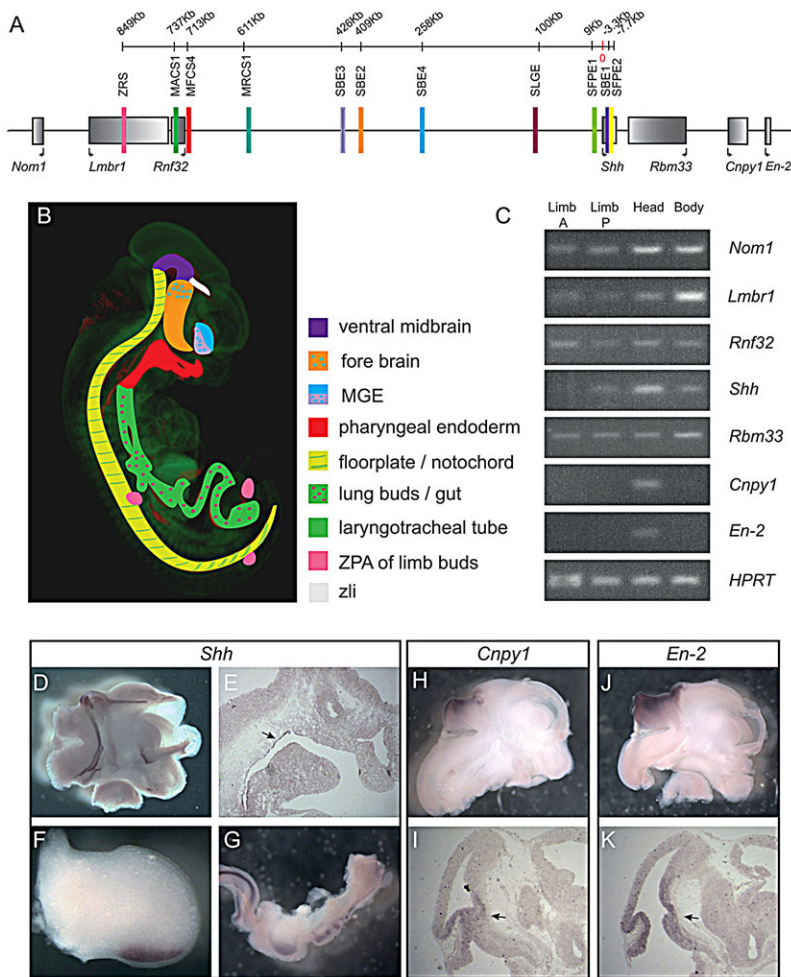 A
849Kb 737Kb 713Kb 611Kb 426Kb 409Kb 258Kb 100Kb 9Kb -3.3Kb -7.7Kb
0
ZRS MACS1 MFCS4 MRCS1 SBE3 SBE2 SBE4 SLGE SFPE1 SBE1 SFPE2
Nom1 Lmbr1 Rnf32 Shh Rbm33 Cnpy1 En-2
B
ventral midbrain
fore brain
MGE
pharyngeal endoderm
floorplate / notochord
lung buds / gut
laryngotracheal tube
ZPA of limb buds
zli
C
Limb Limb Head Body
A P
Nom1
Lmbr1
Rnf32
Shh
Rbm33
Cnpy1
En-2
HPRT
Shh Cnpy1 En-2
D E H J
F G I K